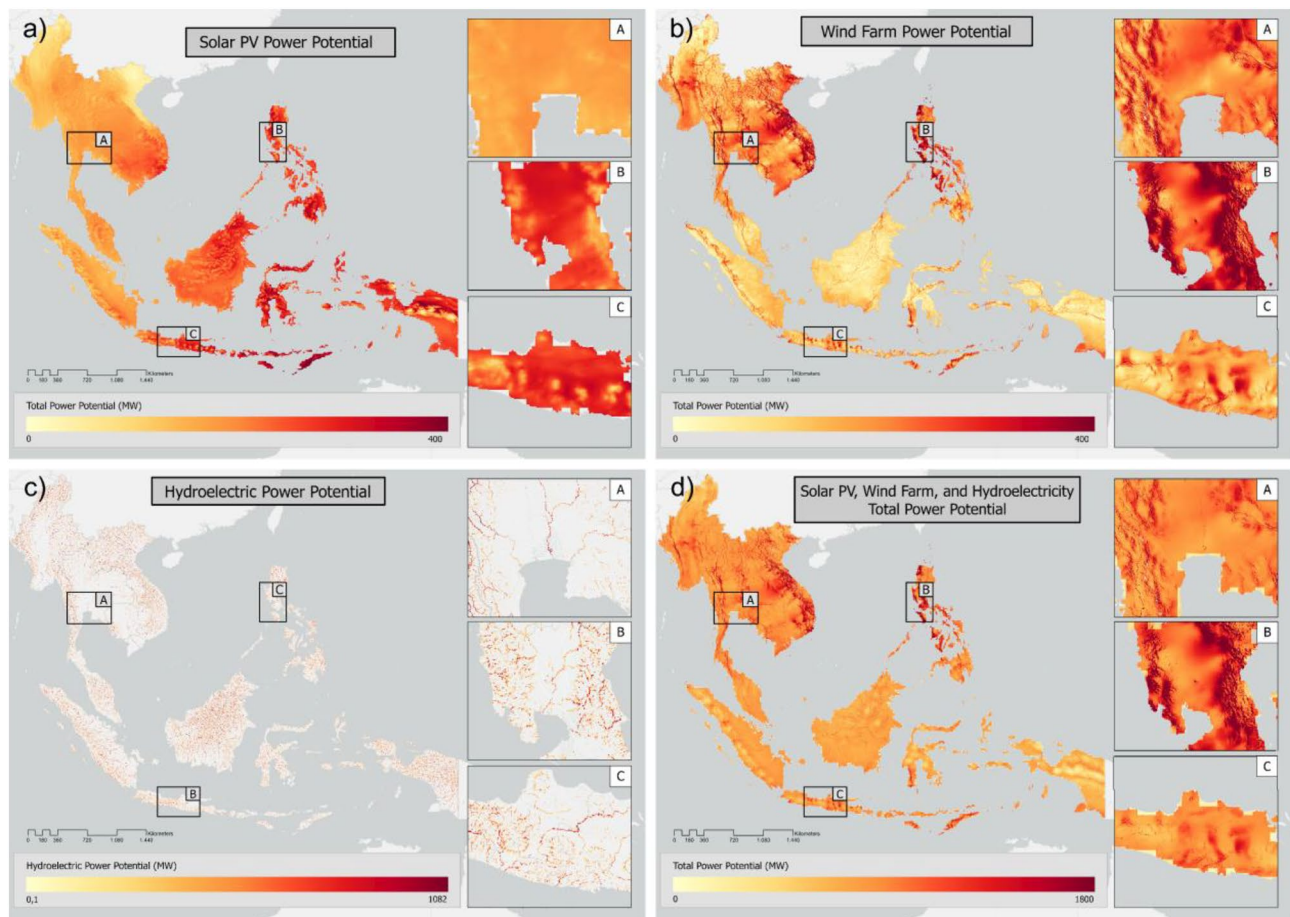 a)
Solar PV Power Potential
A
B
C
A
B
C
0 180 360 720 1.080 1.440
Kilometers
Total Power Potential (MW)
0 400
b)
Wind Farm Power Potential
A
B
C
A
B
C
0 180 360 720 1.080 1.440
Kilometers
Total Power Potential (MW)
0 400
c)
Hydroelectric Power Potential
A
C
B
A
B
C
0 180 360 720 1.080 1.440
Kilometers
Hydroelectric Power Potential (MW)
0,1 1082
d)
Solar PV, Wind Farm, and Hydroelectricity
Total Power Potential
A
B
C
A
B
C
0 180 360 720 1.080 1.440
Kilometers
Total Power Potential (MW)
0 1800